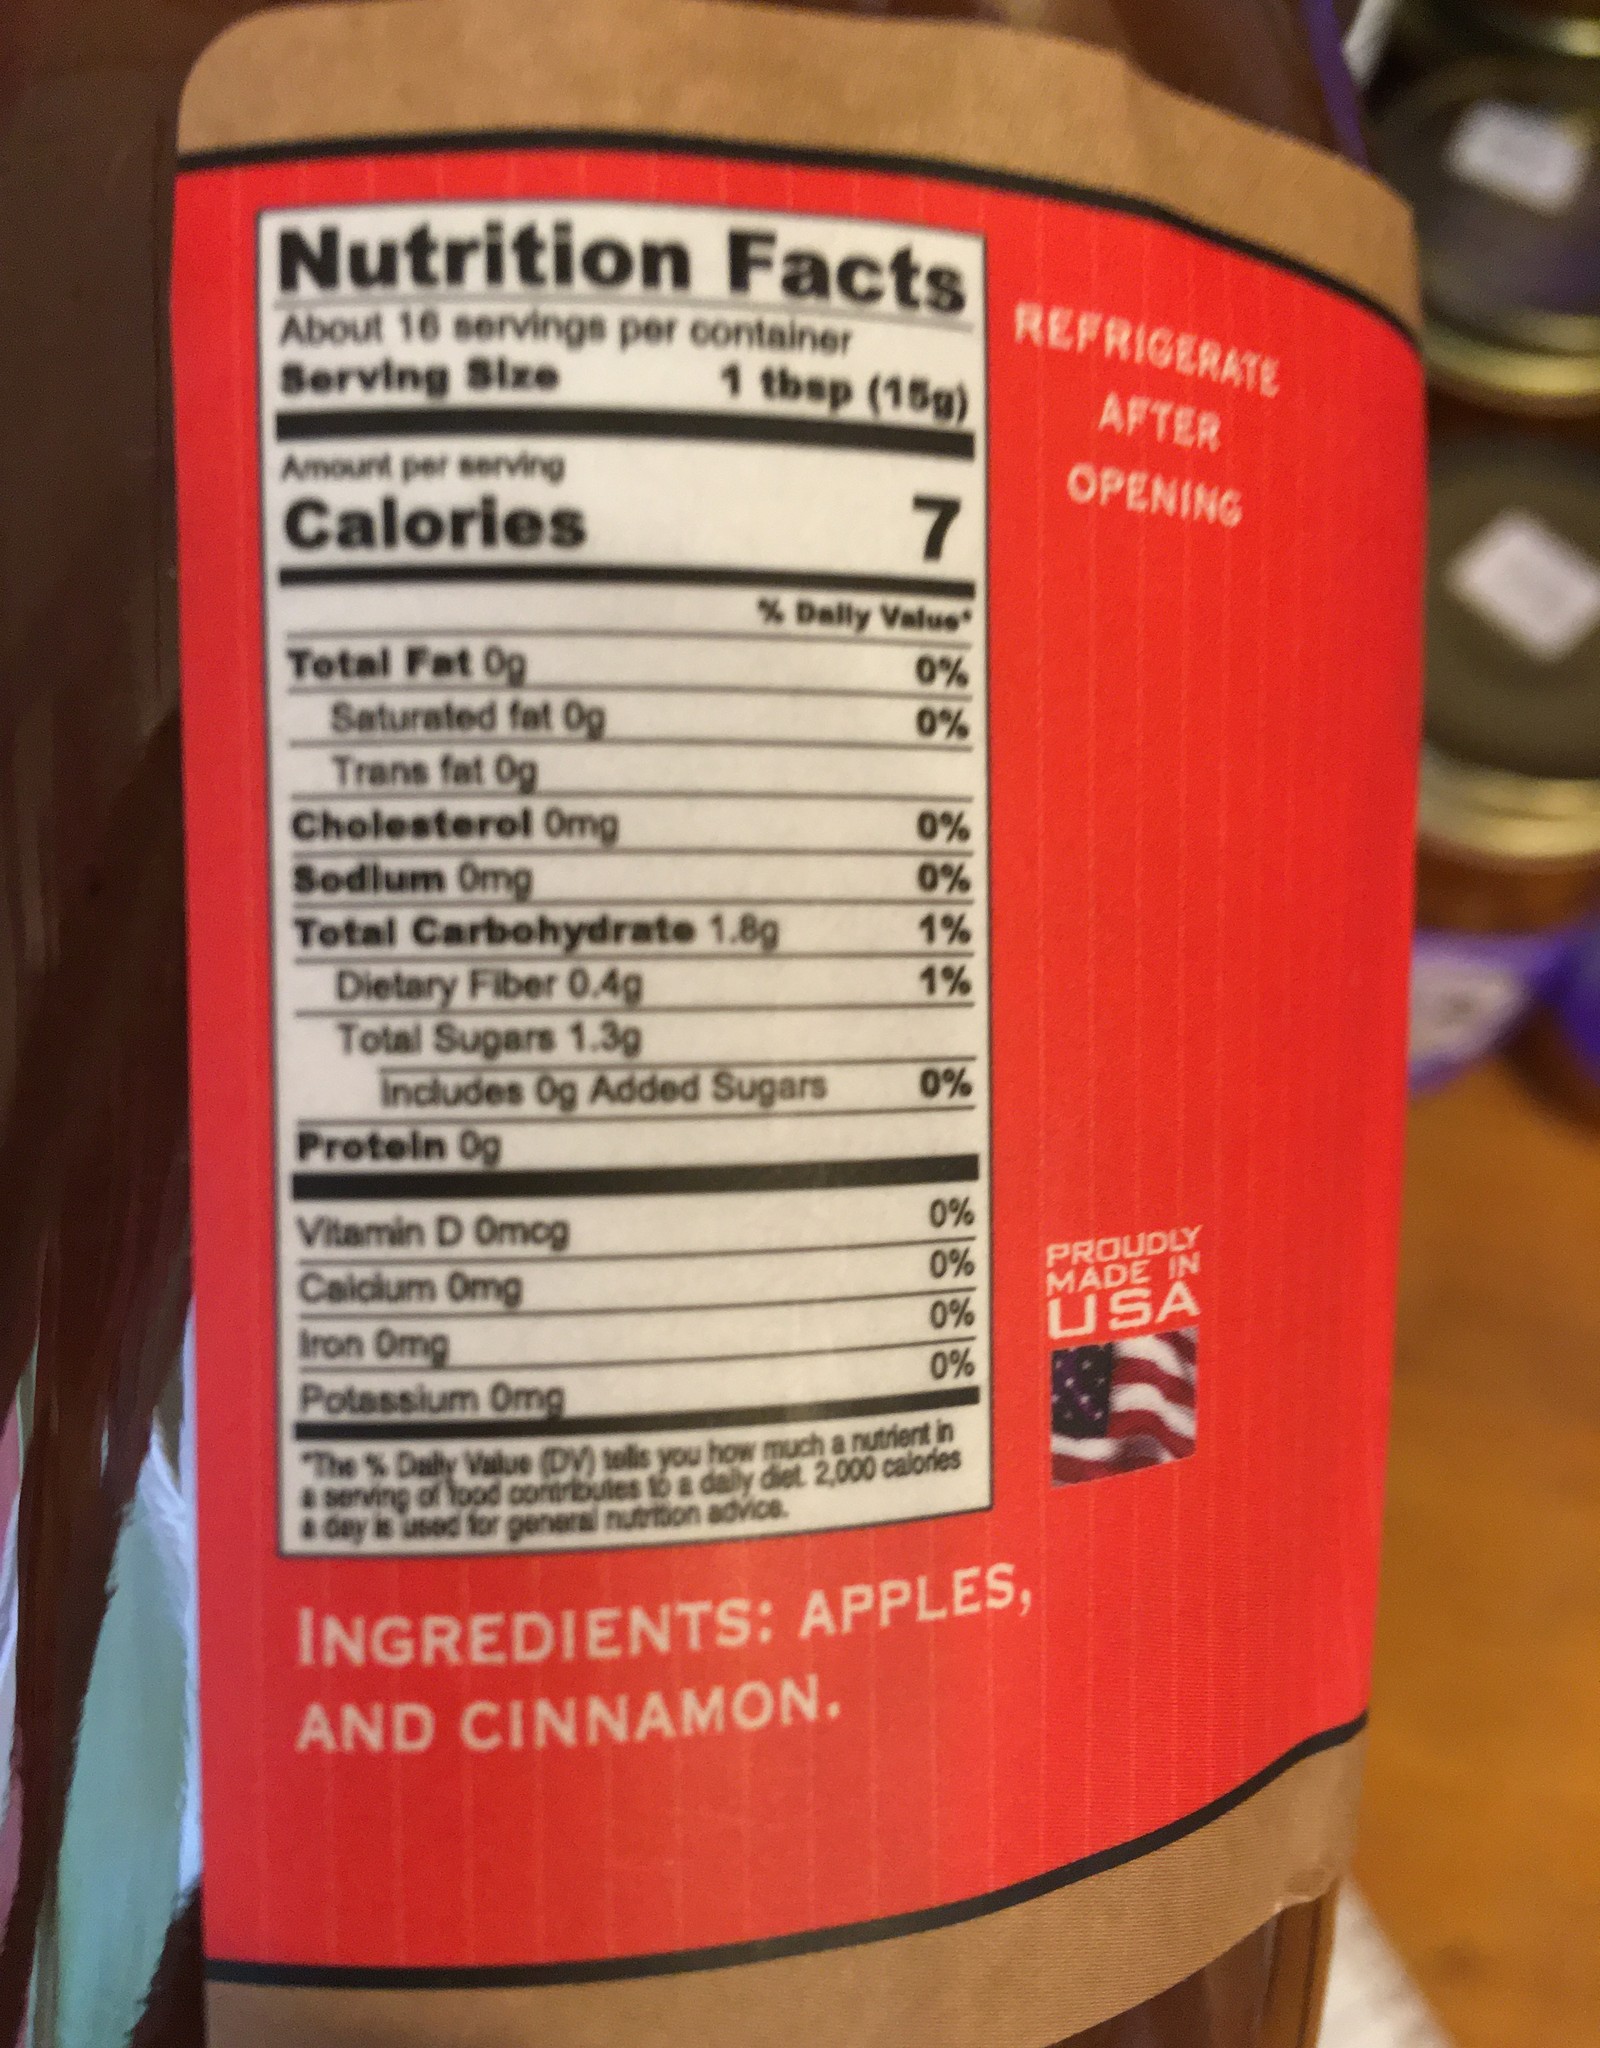 Nutrition Facts
About 16 servings per container
Serving Size 1 tbsp (15g)
Amount per serving
Calories 7
% Daily Value*
Total Fat 0g 0%
Saturated fat 0g 0%
Trans fat 0g
Cholesterol 0mg 0%
Sodium 0mg 0%
Total Carbohydrate 1.8g 1%
Dietary Fiber 0.4g 1%
Total Sugars 1.3g
Includes 0g Added Sugars 0%
Protein 0g
Vitamin D 0mcg 0%
Calcium 0mg 0%
Iron 0mg 0%
Potassium 0mg 0%
*The % Daily Value (DV) tells you how much a nutrient in
a serving of food contributes to a daily diet. 2,000 calories
a day is used for general nutrition advice.
INGREDIENTS: APPLES,
AND CINNAMON.
REFRIGERATE
AFTER
OPENING
PROUDLY
MADE IN
USA